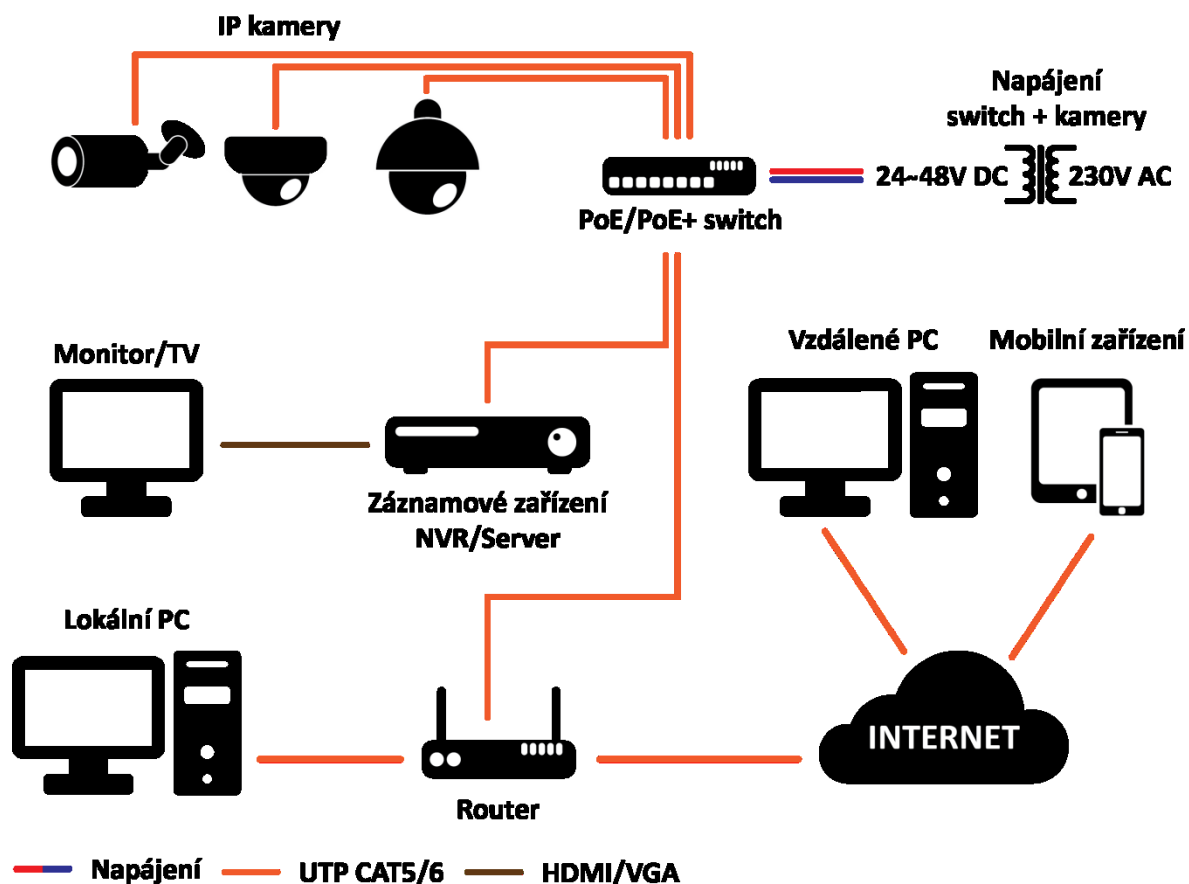 IP kamery
Napájení
switch + kamery
24~48V DC
230V AC
PoE/PoE+ switch
Monitor/TV
Vzdálené PC
Mobilní zařízení
Záznamové zařízení
NVR/Server
Lokální PC
INTERNET
Router
Napájení
UTP CAT5/6
HDMI/VGA